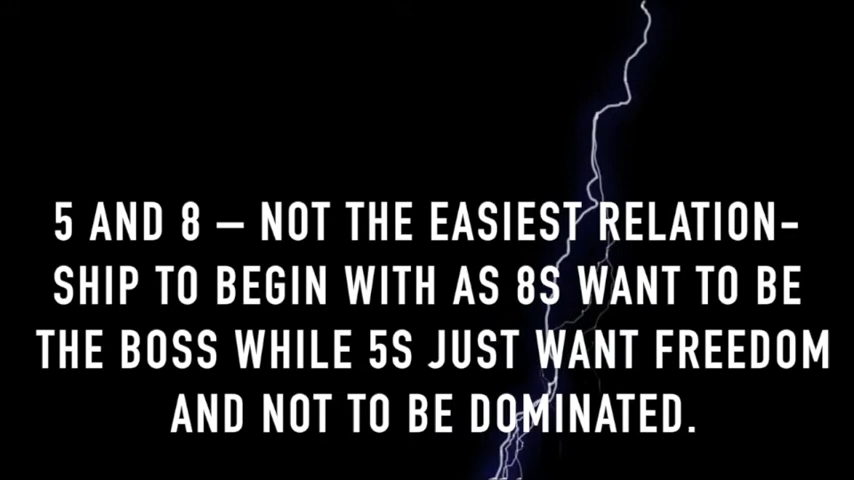 5 AND 8 – NOT THE EASIEST RELATION-
SHIP TO BEGIN WITH AS 8S WANT TO BE
THE BOSS WHILE 5S JUST WANT FREEDOM
AND NOT TO BE DOMINATED.